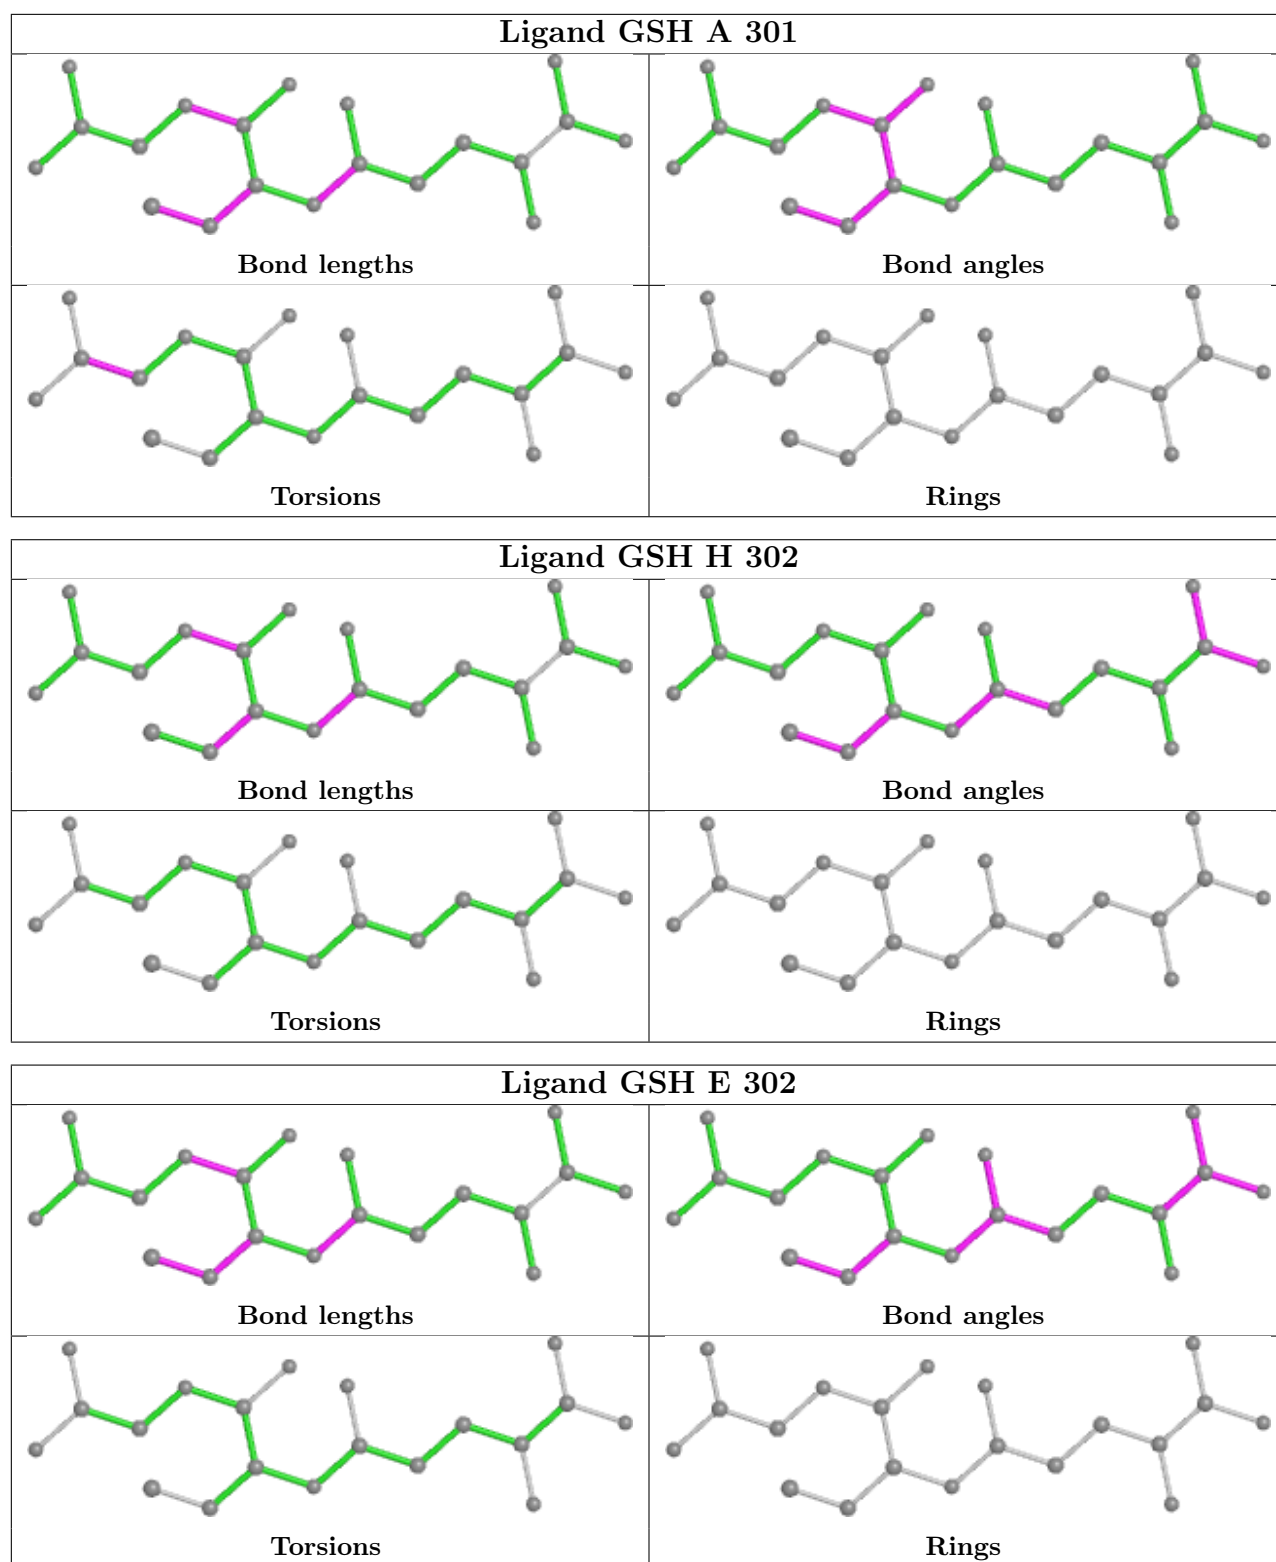 Ligand GSH A 301
Bond lengths
Bond angles
Torsions
Rings
Ligand GSH H 302
Bond lengths
Bond angles
Torsions
Rings
Ligand GSH E 302
Bond lengths
Bond angles
Torsions
Rings